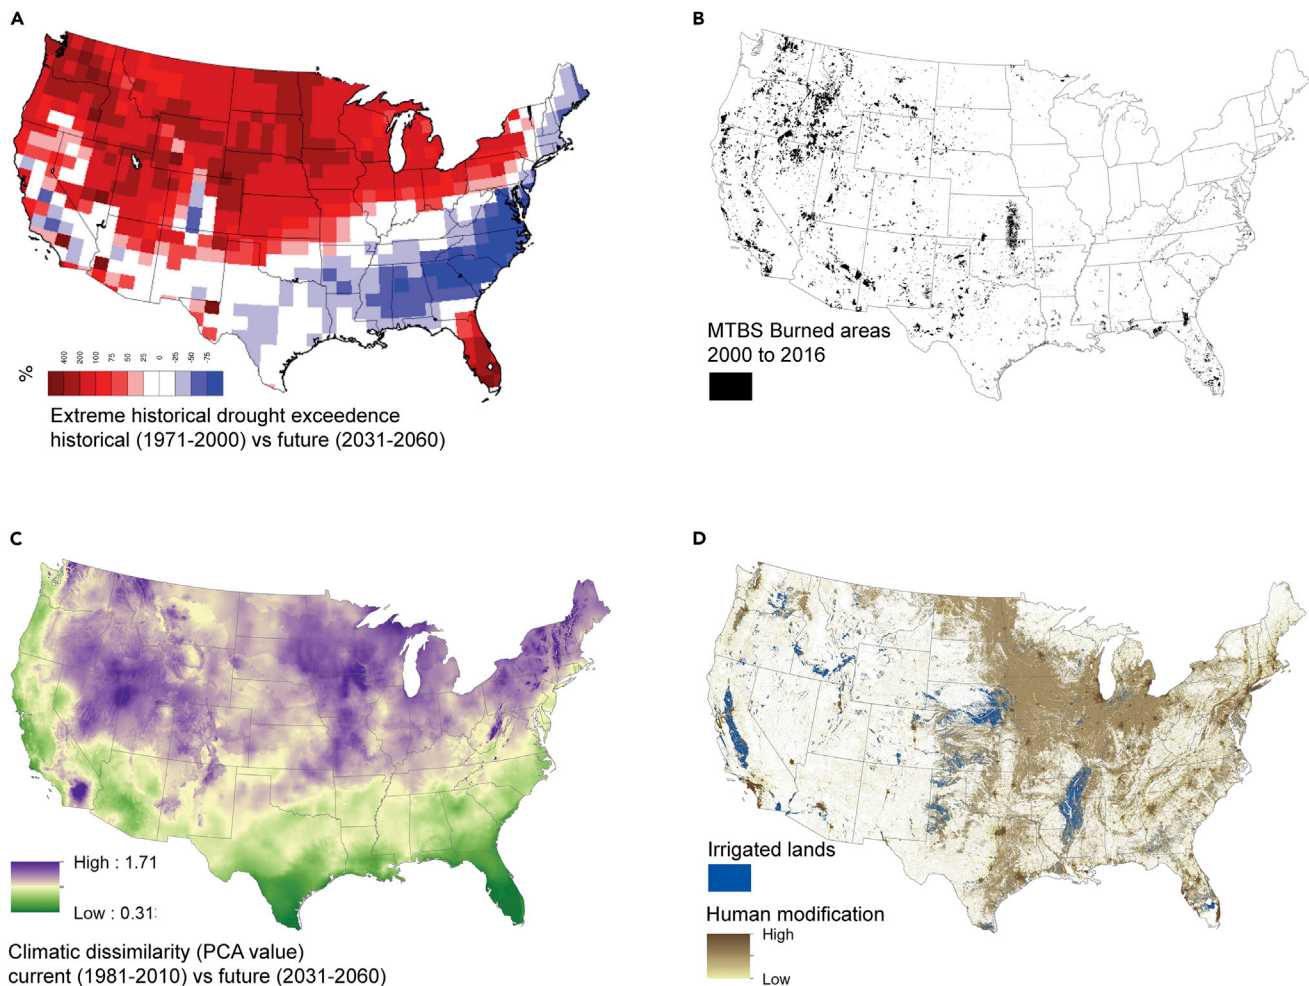 A
B
%
400
200
100
75
50
25
0
-25
-50
-75
Extreme historical drought exceedence
historical (1971-2000) vs future (2031-2060)
MTBS Burned areas
2000 to 2016
C
D
High : 1.71
Low : 0.31
Climatic dissimilarity (PCA value)
current (1981-2010) vs future (2031-2060)
Irrigated lands
Human modification
High
Low